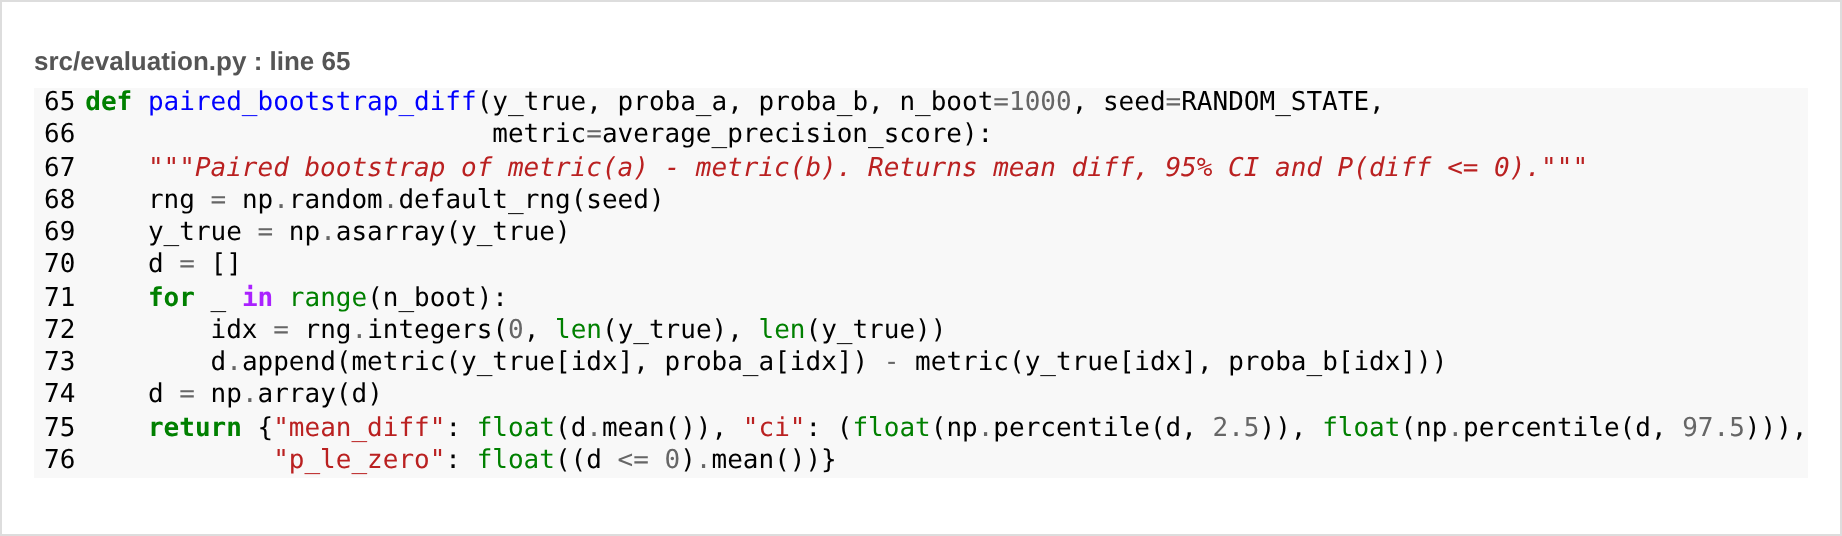 src/evaluation.py : line 65
65 def paired_bootstrap_diff(y_true, proba_a, proba_b, n_boot=1000, seed=RANDOM_STATE,
66                           metric=average_precision_score):
67     """Paired bootstrap of metric(a) - metric(b). Returns mean diff, 95% CI and P(diff <= 0)."""
68     rng = np.random.default_rng(seed)
69     y_true = np.asarray(y_true)
70     d = []
71     for _ in range(n_boot):
72         idx = rng.integers(0, len(y_true), len(y_true))
73         d.append(metric(y_true[idx], proba_a[idx]) - metric(y_true[idx], proba_b[idx]))
74     d = np.array(d)
75     return {"mean_diff": float(d.mean()), "ci": (float(np.percentile(d, 2.5)), float(np.percentile(d, 97.5))),
76             "p_le_zero": float((d <= 0).mean())}